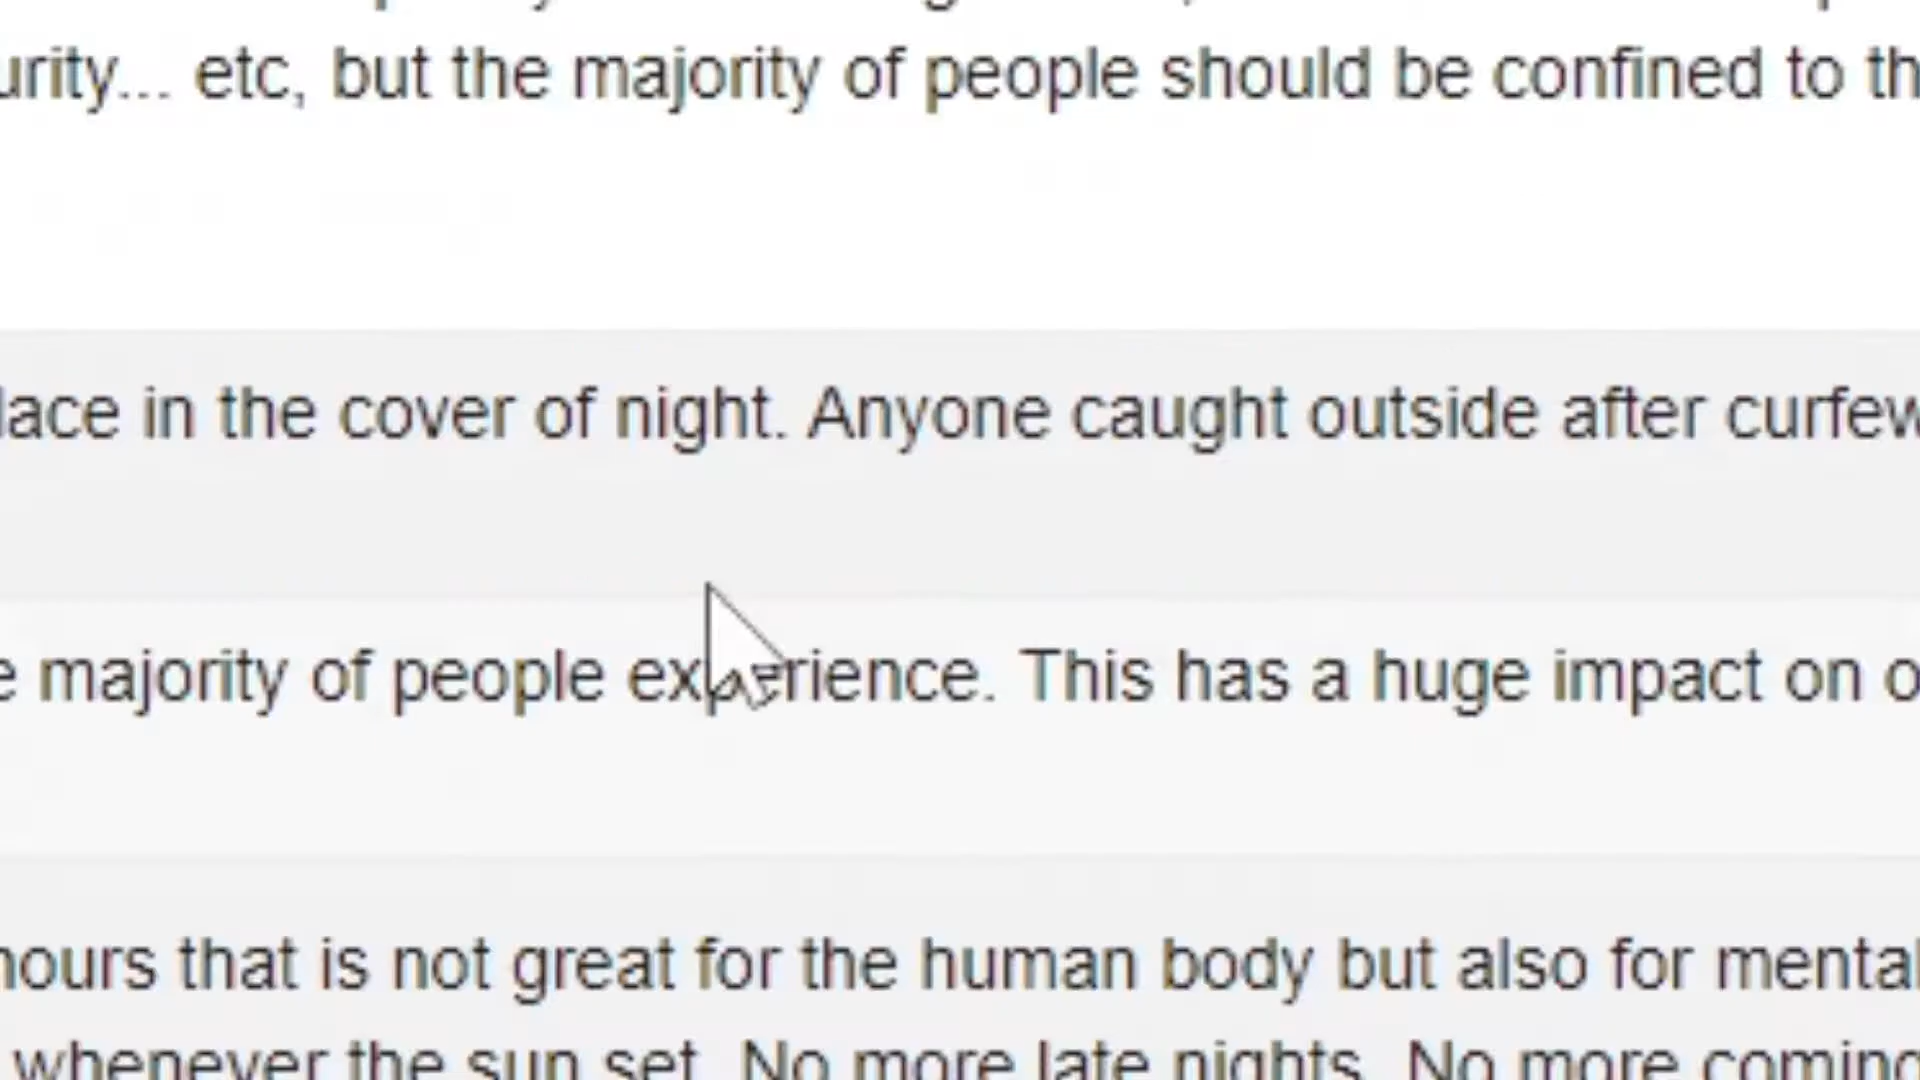 urity... etc, but the majority of people should be confined to th
lace in the cover of night. Anyone caught outside after curfew
e majority of people experience. This has a huge impact on o
hours that is not great for the human body but also for mental
whenever the sun set. No more late nights. No more coming